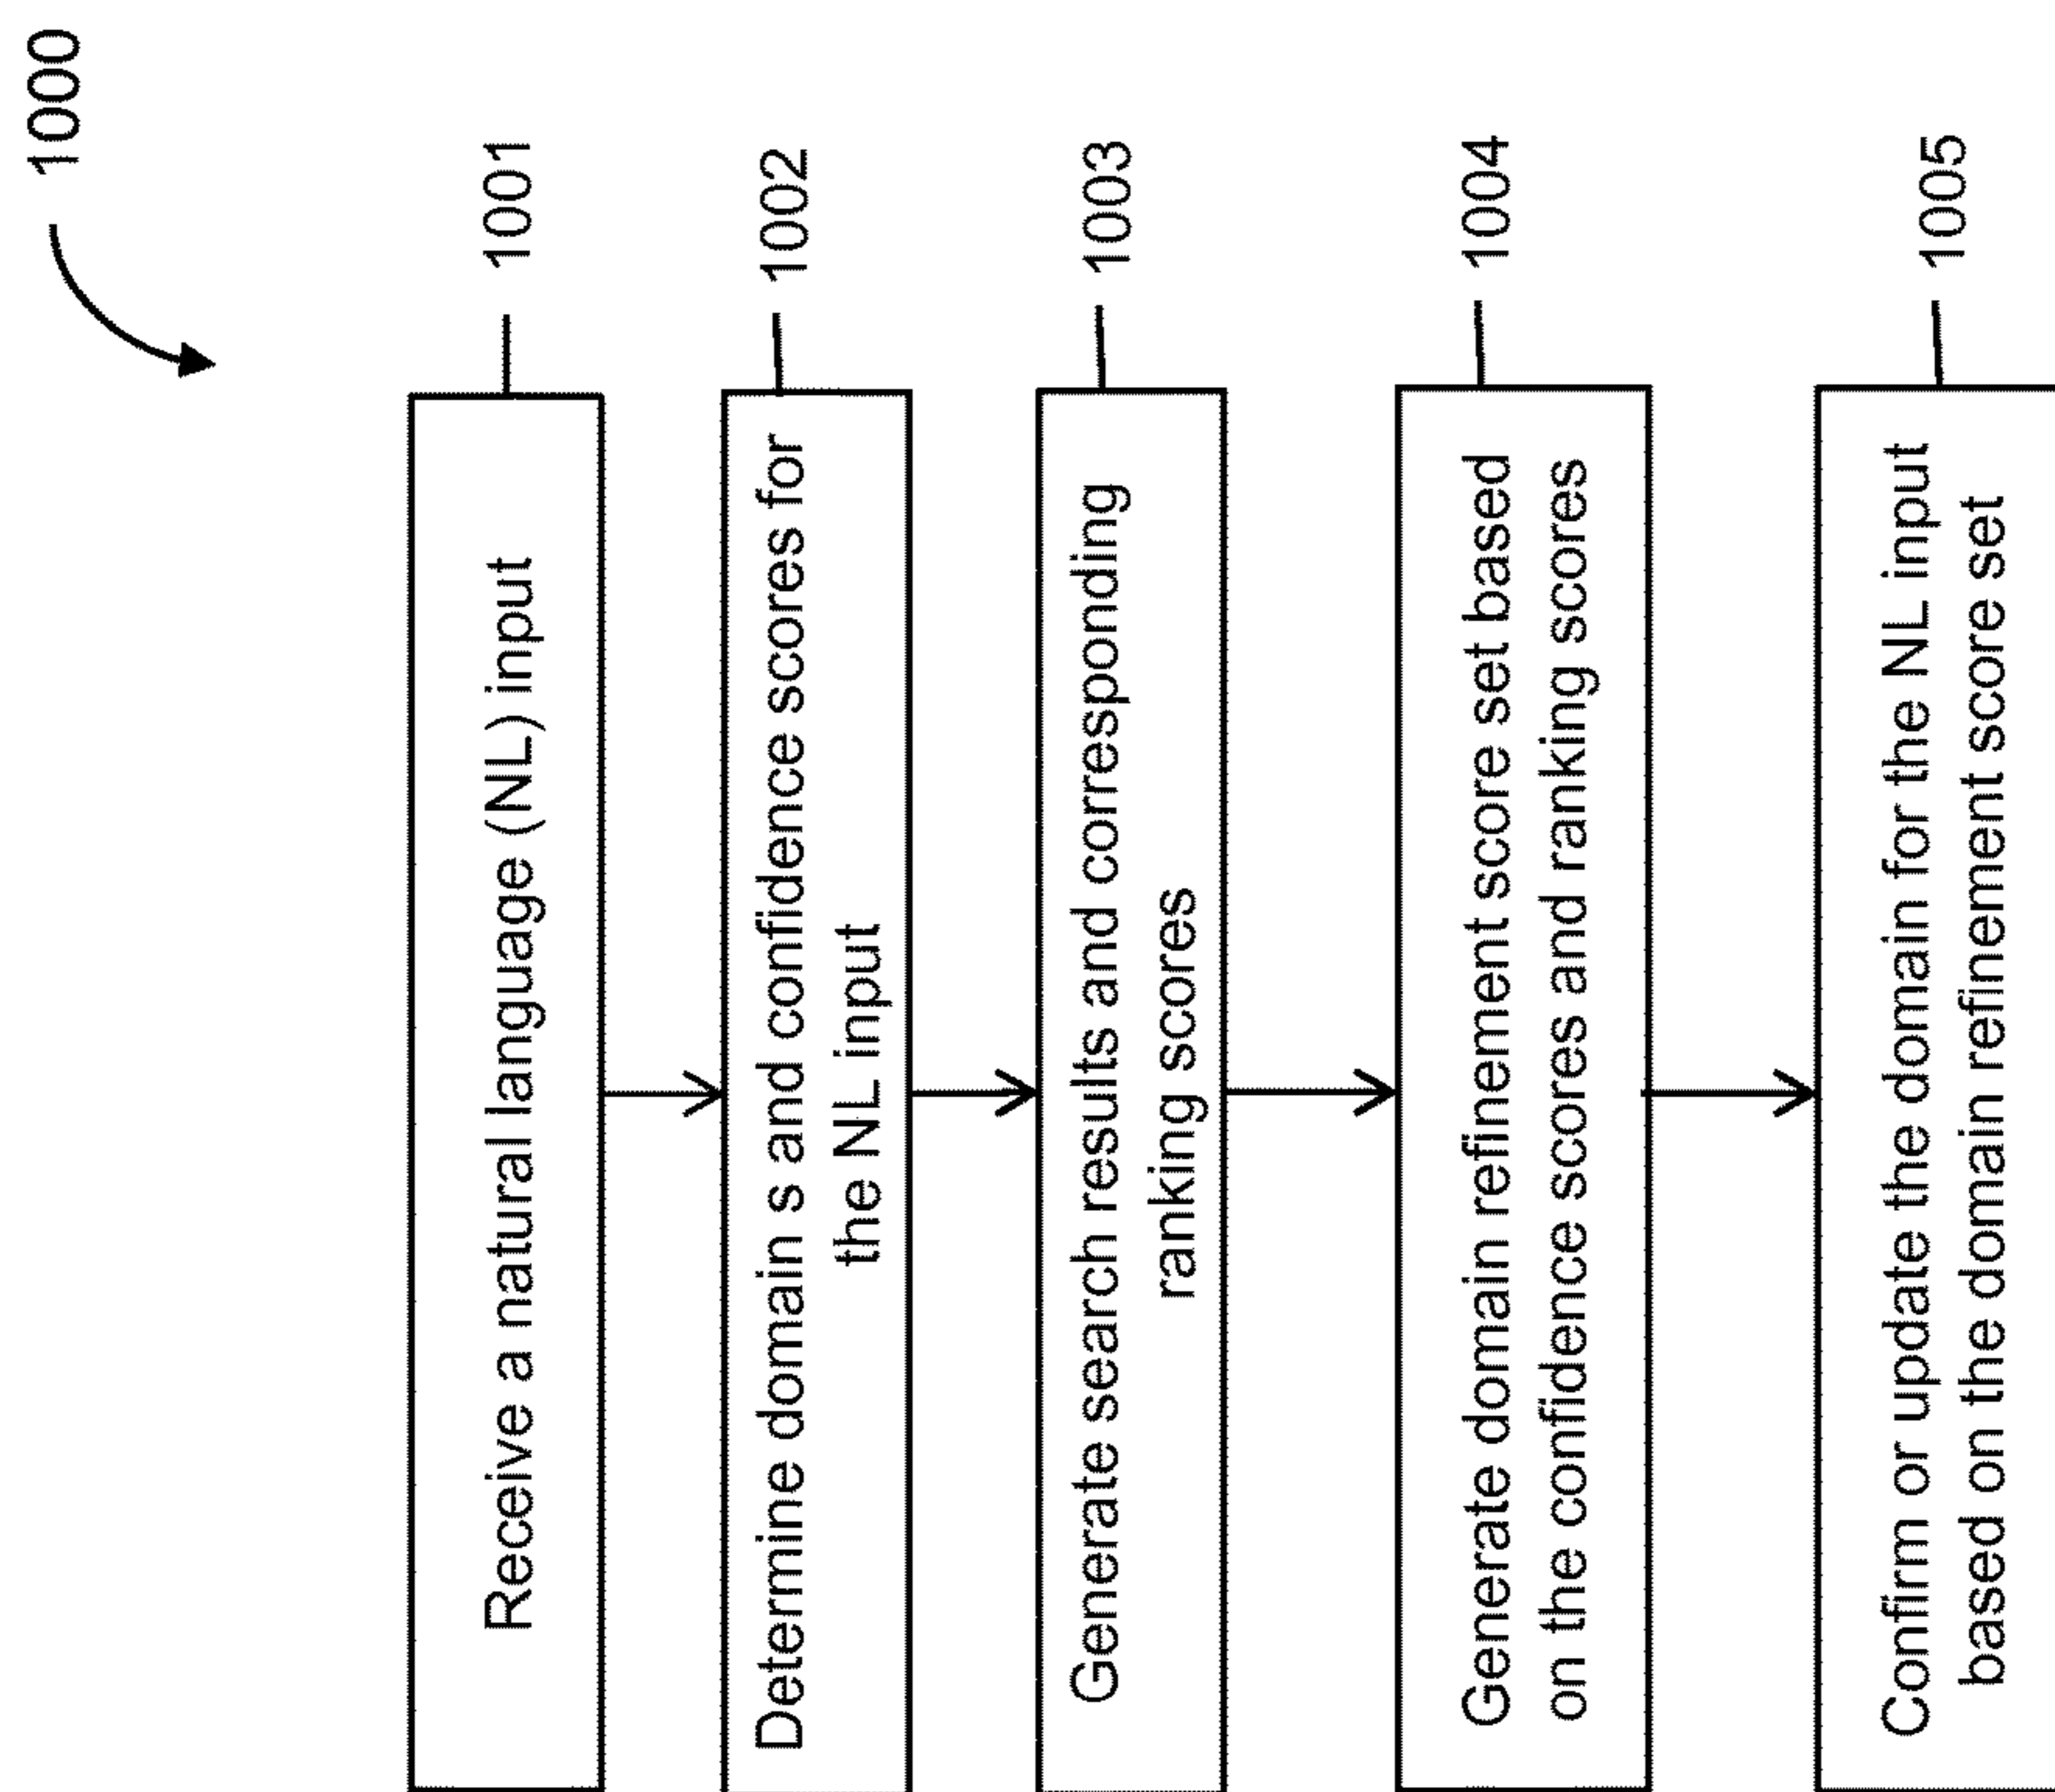 1000
Receive a natural language (NL) input
1001
Determine domain s and confidence scores for
the NL input
1002
Generate search results and corresponding
ranking scores
1003
Generate domain refinement score set based
on the confidence scores and ranking scores
1004
Confirm or update the domain for the NL input
based on the domain refinement score set
1005